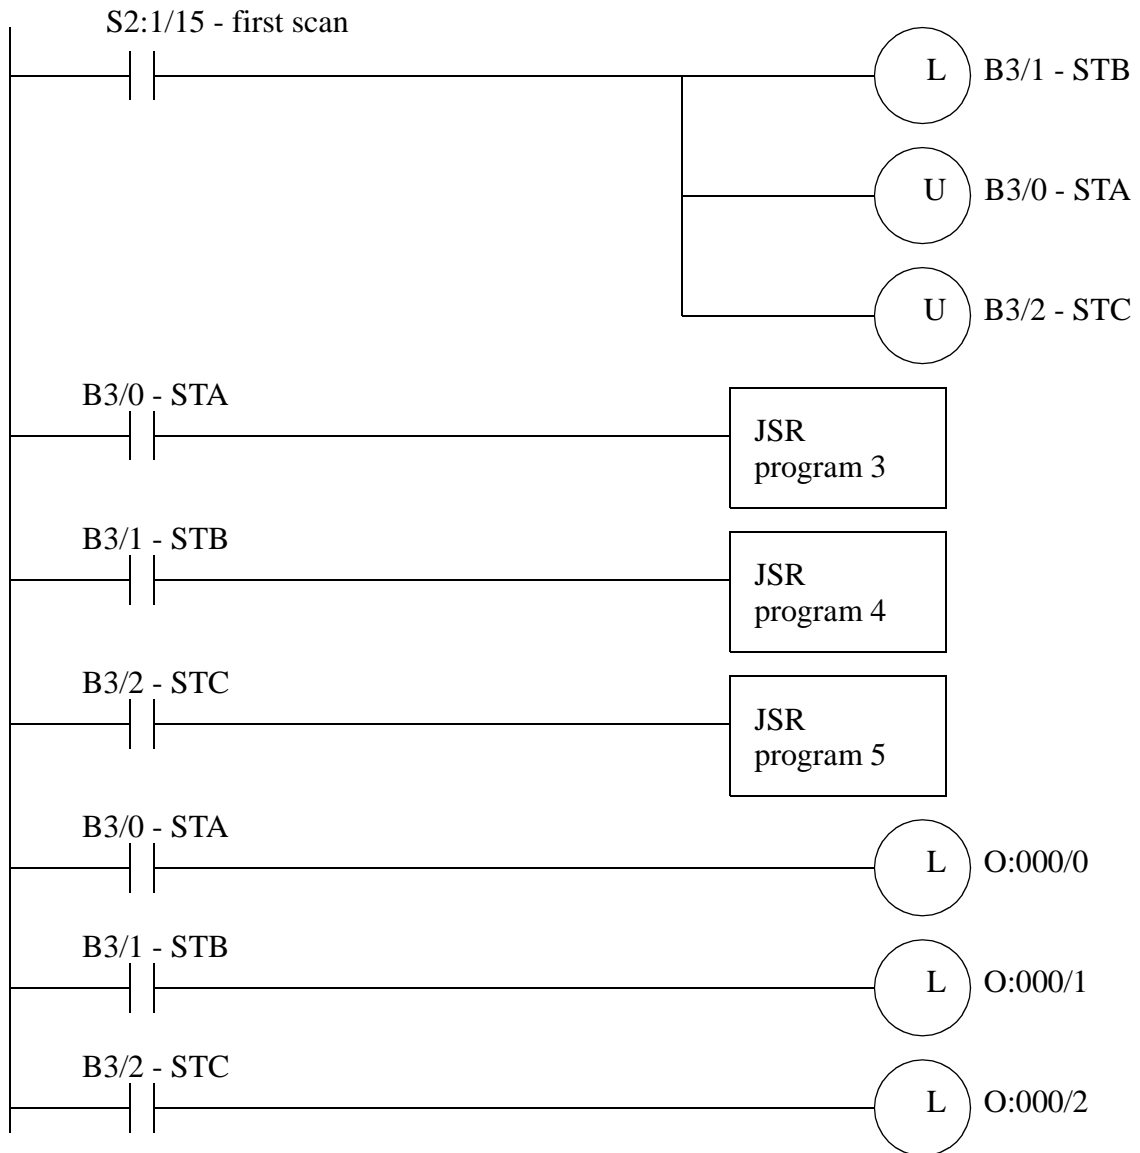 S2:1/15 - first scan
L B3/1 - STB
U B3/0 - STA
U B3/2 - STC
B3/0 - STA
JSR
program 3
B3/1 - STB
JSR
program 4
B3/2 - STC
JSR
program 5
B3/0 - STA
L O:000/0
B3/1 - STB
L O:000/1
B3/2 - STC
L O:000/2